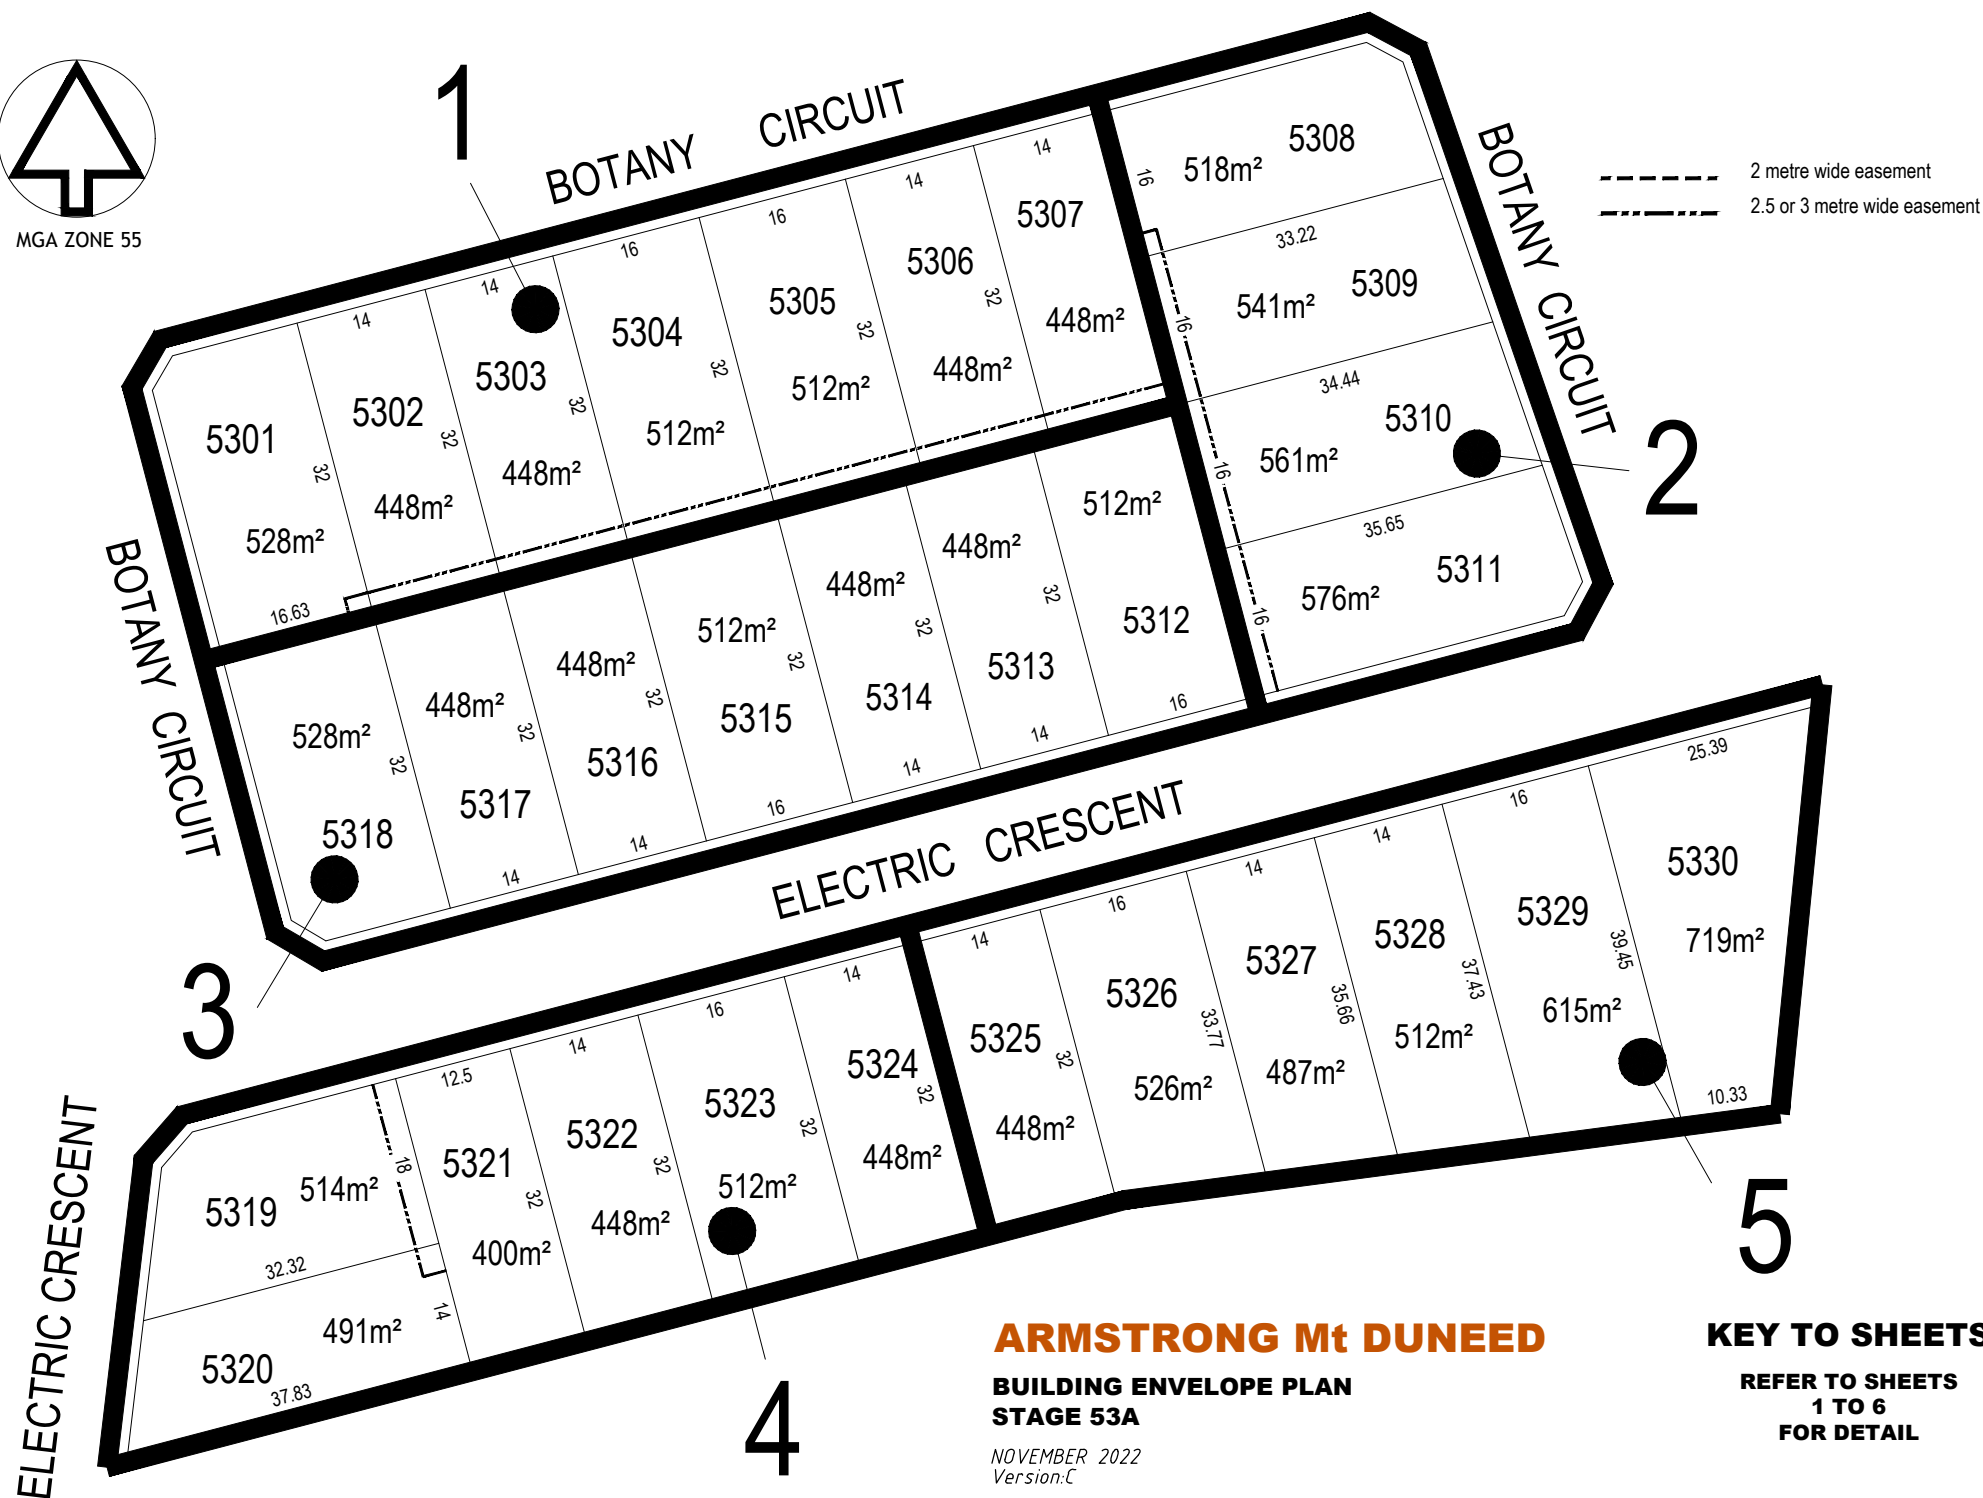 MGA ZONE 55
1
BOTANY CIRCUIT
2 metre wide easement
2.5 or 3 metre wide easement
BOTANY CIRCUIT
2
14
5307
448m²
14
5306
32
448m²
16
5305
32
512m²
16
5304
32
512m²
14
5303
32
448m²
14
5302
32
448m²
5301
32
528m²
16.63
5308
518m²
16
33.22
5309
541m²
16
34.44
5310
561m²
16
35.65
5311
576m²
16
BOTANY CIRCUIT
528m²
32
5318
448m²
32
5317
14
448m²
32
5316
14
512m²
32
5315
16
448m²
32
5314
14
448m²
32
5313
14
512m²
5312
16
3
ELECTRIC CRESCENT
ELECTRIC CRESCENT
5319
514m²
18
32.32
491m²
14
5320
37.83
12.5
5321
32
400m²
14
5322
32
448m²
16
5323
32
512m²
14
5324
32
448m²
14
5325
32
448m²
16
5326
33.77
526m²
14
5327
35.66
487m²
14
5328
37.43
512m²
16
5329
39.45
615m²
25.39
5330
719m²
10.33
4
5
ARMSTRONG Mt DUNEED
BUILDING ENVELOPE PLAN
STAGE 53A
NOVEMBER 2022
Version:C
KEY TO SHEETS
REFER TO SHEETS
1 TO 6
FOR DETAIL